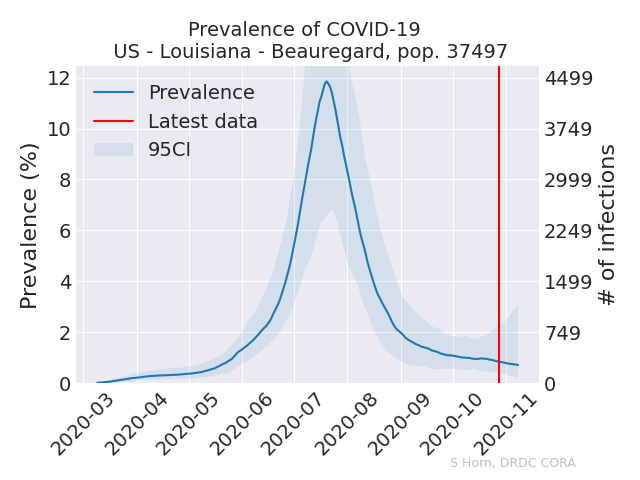 Prevalence of COVID-19
US - Louisiana - Beauregard, pop. 37497
Prevalence
Latest data
95CI
Prevalence (%)
12
10
8
6
4
2
0
4499
3749
2999
2249
1499
749
0
# of infections
2020-03
2020-04
2020-05
2020-06
2020-07
2020-08
2020-09
2020-10
2020-11
S Horn, DRDC CORA